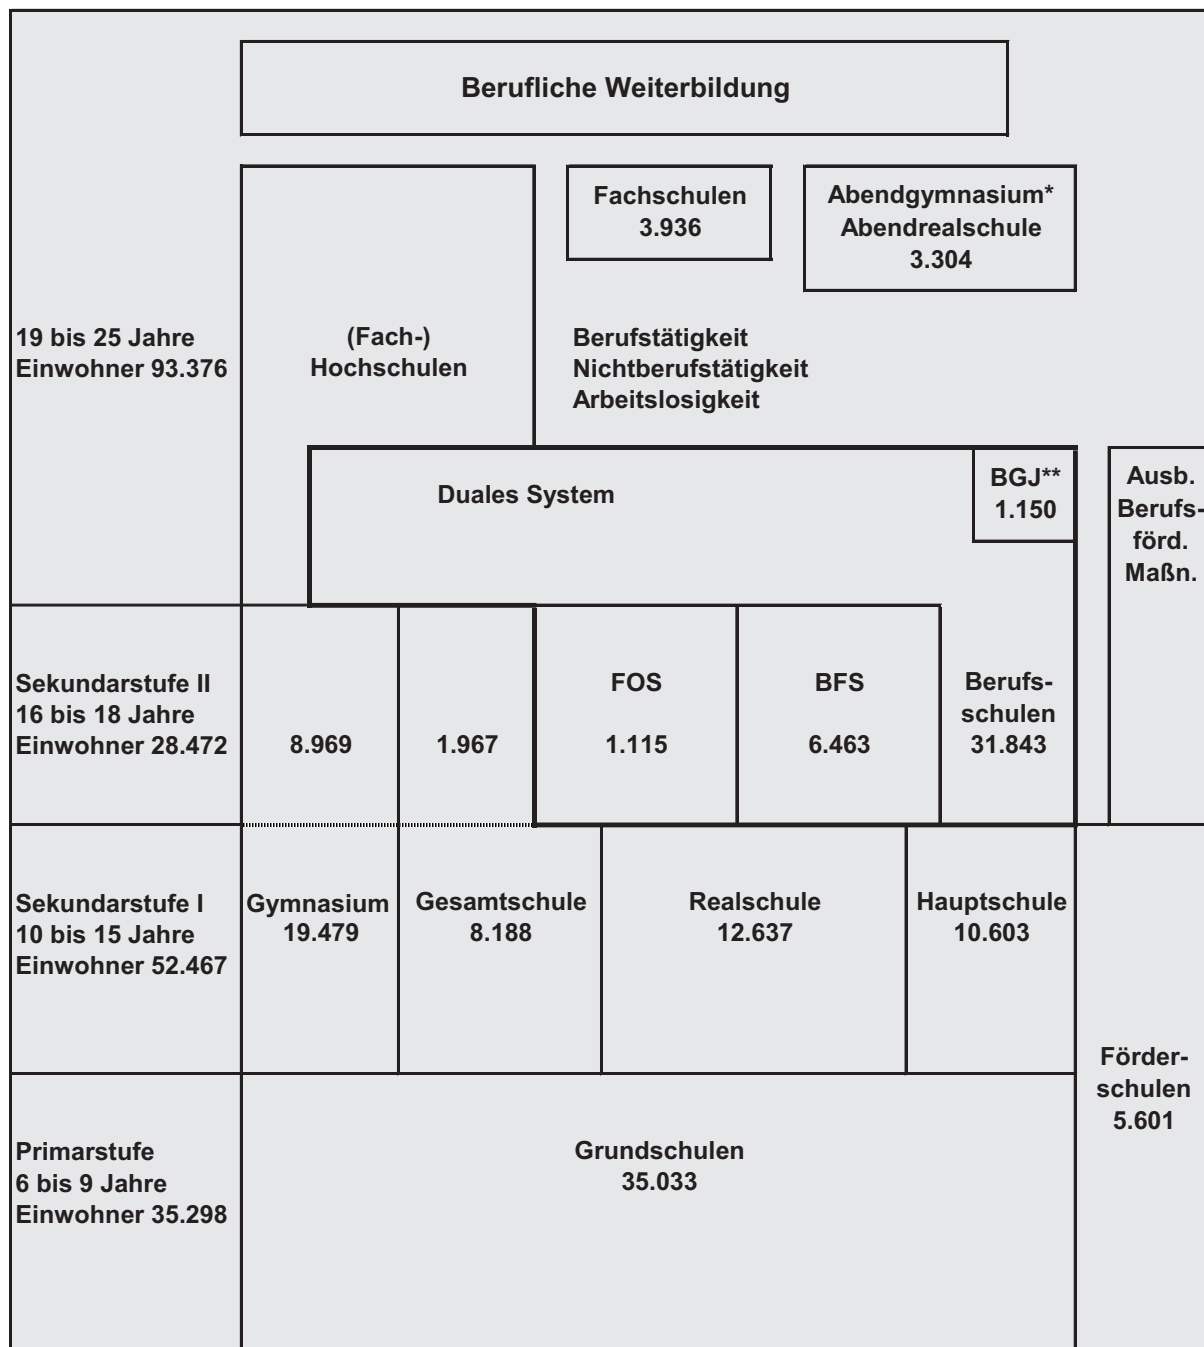 Berufliche Weiterbildung
Fachschulen
3.936
Abendgymnasium*
Abendrealschule
3.304
19 bis 25 Jahre
Einwohner 93.376
(Fach-)
Hochschulen
Berufstätigkeit
Nichtberufstätigkeit
Arbeitslosigkeit
Duales System
BGJ**
1.150
Ausb.
Berufs-
förd.
Maßn.
Sekundarstufe II
16 bis 18 Jahre
Einwohner 28.472
8.969
1.967
FOS
1.115
BFS
6.463
Berufs-
schulen
31.843
Sekundarstufe I
10 bis 15 Jahre
Einwohner 52.467
Gymnasium
19.479
Gesamtschule
8.188
Realschule
12.637
Hauptschule
10.603
Förder-
schulen
5.601
Primarstufe
6 bis 9 Jahre
Einwohner 35.298
Grundschulen
35.033